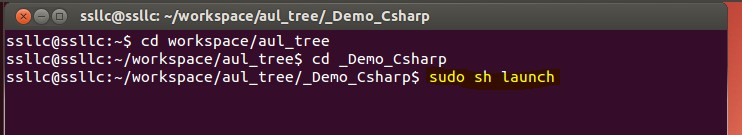 ssllc@ssllc: ~/workspace/aul_tree/_Demo_Csharp
ssllc@ssllc:~$ cd workspace/aul_tree
ssllc@ssllc:~/workspace/aul_tree$ cd _Demo_Csharp
ssllc@ssllc:~/workspace/aul_tree/_Demo_Csharp$ sudo sh launch